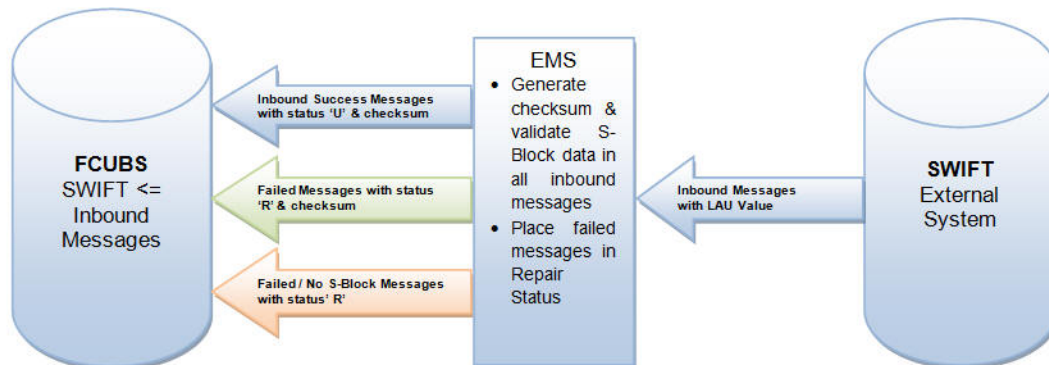 FCUBS
SWIFT <=
Inbound
Messages
Inbound Success Messages
with status 'U' & checksum
Failed Messages with status
'R' & checksum
Failed / No S-Block Messages
with status' R'
EMS
• Generate
checksum &
validate S-
Block data in
all inbound
messages
• Place failed
messages in
Repair
Status
Inbound Messages
with LAU Value
SWIFT
External
System